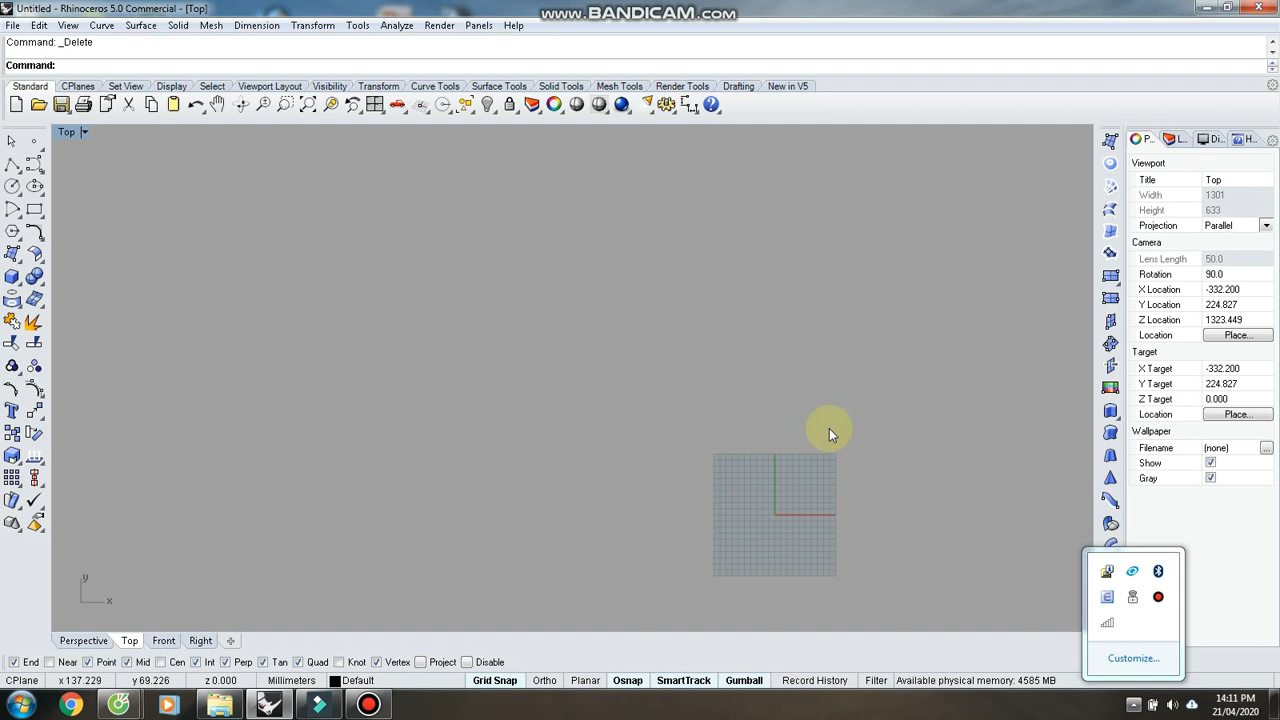 Untitled - Rhinoceros 5.0 Commercial - [Top]
www.BANDICAM.com
File Edit View Curve Surface Solid Mesh Dimension Transform Tools Analyze Render Panels Help
Command: _Delete
Command:
Standard CPlanes Set View Display Select Viewport Layout Visibility Transform Curve Tools Surface Tools Solid Tools Mesh Tools Render Tools Drafting New in V5
Top
P... L... Di... H...
Viewport
Title Top
Width 1301
Height 633
Projection Parallel
Camera
Lens Length 50.0
Rotation 90.0
X Location -332.200
Y Location 224.827
Z Location 1323.449
Location Place...
Target
X Target -332.200
Y Target 224.827
Z Target 0.000
Location Place...
Wallpaper
Filename (none) ...
Show
Gray
y
x
Customize...
Perspective Top Front Right
End Near Point Mid Cen Int Perp Tan Quad Knot Vertex Project Disable
CPlane x 137.229 y 69.226 z 0.000 Millimeters Default Grid Snap Ortho Planar Osnap SmartTrack Gumball Record History Filter Available physical memory: 4585 MB
14:11 PM
21/04/2020